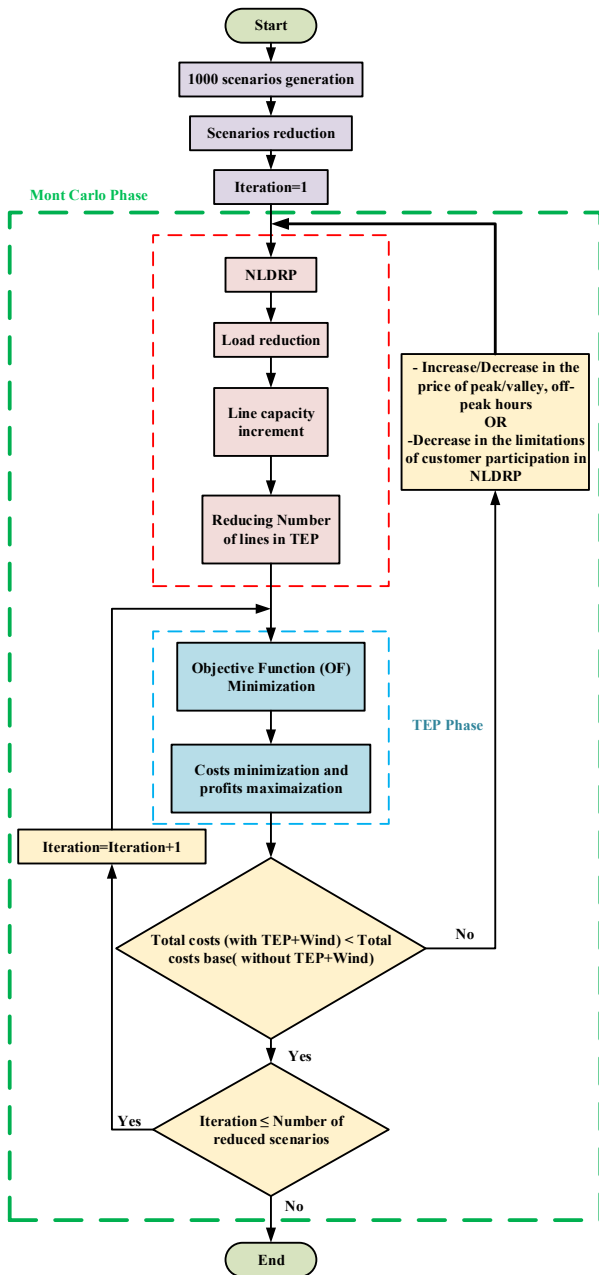 Start
1000 scenarios generation
Scenarios reduction
Iteration=1
Mont Carlo Phase
NLDRP
Load reduction
Line capacity
increment
Reducing Number
of lines in TEP
- Increase/Decrease in the
price of peak/valley, off-
peak hours
OR
-Decrease in the limitations
of customer participation in
NLDRP
Objective Function (OF)
Minimization
TEP Phase
Costs minimization and
profits maximaization
Iteration=Iteration+1
Total costs (with TEP+Wind) < Total
costs base( without TEP+Wind)
No
Yes
Iteration ≤ Number of
reduced scenarios
Yes
No
End